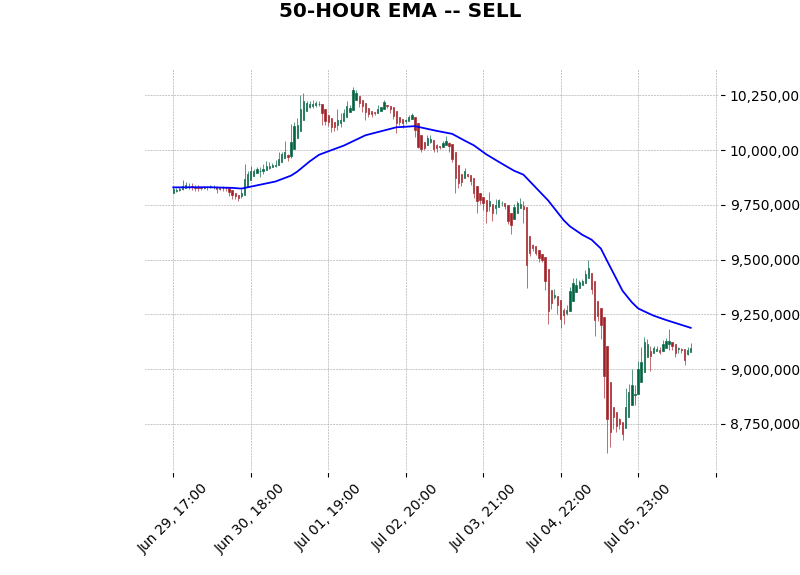 50-HOUR EMA -- SELL
10,250,00
10,000,00
9,750,000
9,500,000
9,250,000
9,000,000
8,750,000
Jun 29, 17:00
Jun 30, 18:00
Jul 01, 19:00
Jul 02, 20:00
Jul 03, 21:00
Jul 04, 22:00
Jul 05, 23:00